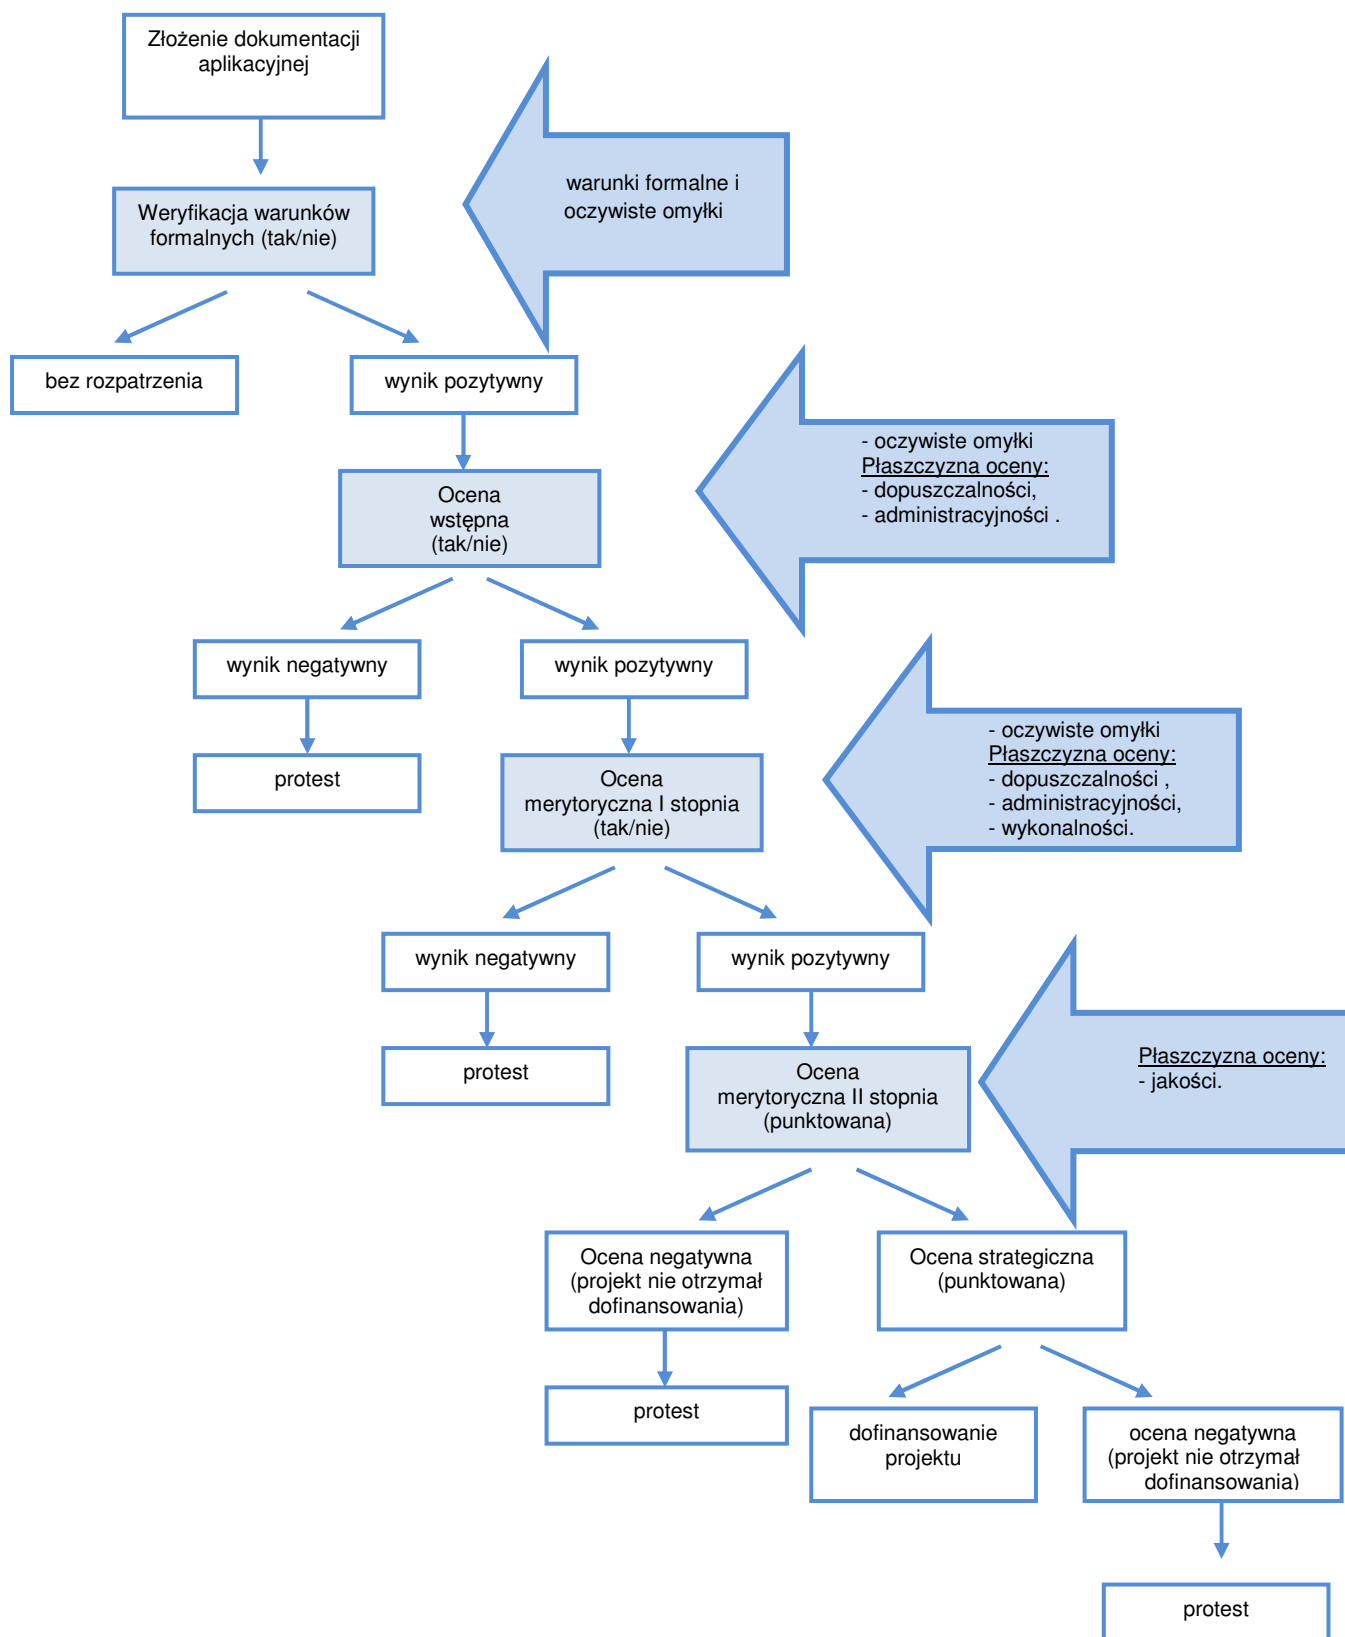 Złożenie dokumentacji
aplikacyjnej
warunki formalne i
oczywiste omyłki
Weryfikacja warunków
formalnych (tak/nie)
bez rozpatrzenia
wynik pozytywny
- oczywiste omyłki
Płaszczyzna oceny:
- dopuszczalności,
- administracyjności .
Ocena
wstępna
(tak/nie)
wynik negatywny
wynik pozytywny
- oczywiste omyłki
Płaszczyzna oceny:
- dopuszczalności ,
- administracyjności,
- wykonalności.
protest
Ocena
merytoryczna I stopnia
(tak/nie)
wynik negatywny
wynik pozytywny
Płaszczyzna oceny:
- jakości.
protest
Ocena
merytoryczna II stopnia
(punktowana)
Ocena negatywna
(projekt nie otrzymał
dofinansowania)
Ocena strategiczna
(punktowana)
protest
dofinansowanie
projektu
ocena negatywna
(projekt nie otrzymał
dofinansowania)
protest